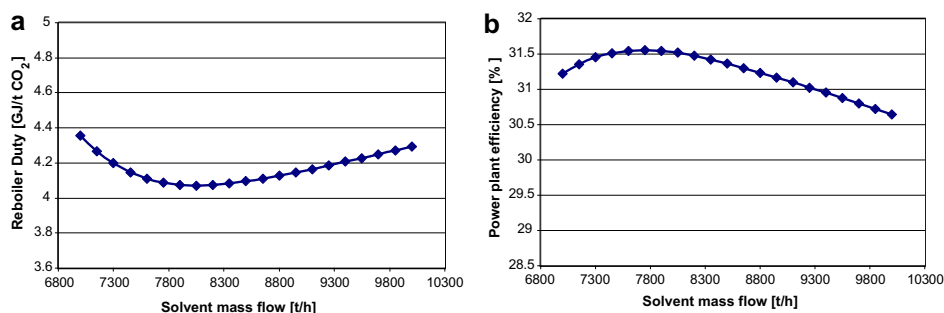 a
Reboiler Duty [GJ/t CO2]
5
4.8
4.6
4.4
4.2
4
3.8
3.6
6800 7300 7800 8300 8800 9300 9800 10300
Solvent mass flow [t/h]
b
Power plant efficiency [% ]
32
31.5
31
30.5
30
29.5
29
28.5
6800 7300 7800 8300 8800 9300 9800 10300
Solvent mass flow [t/h]